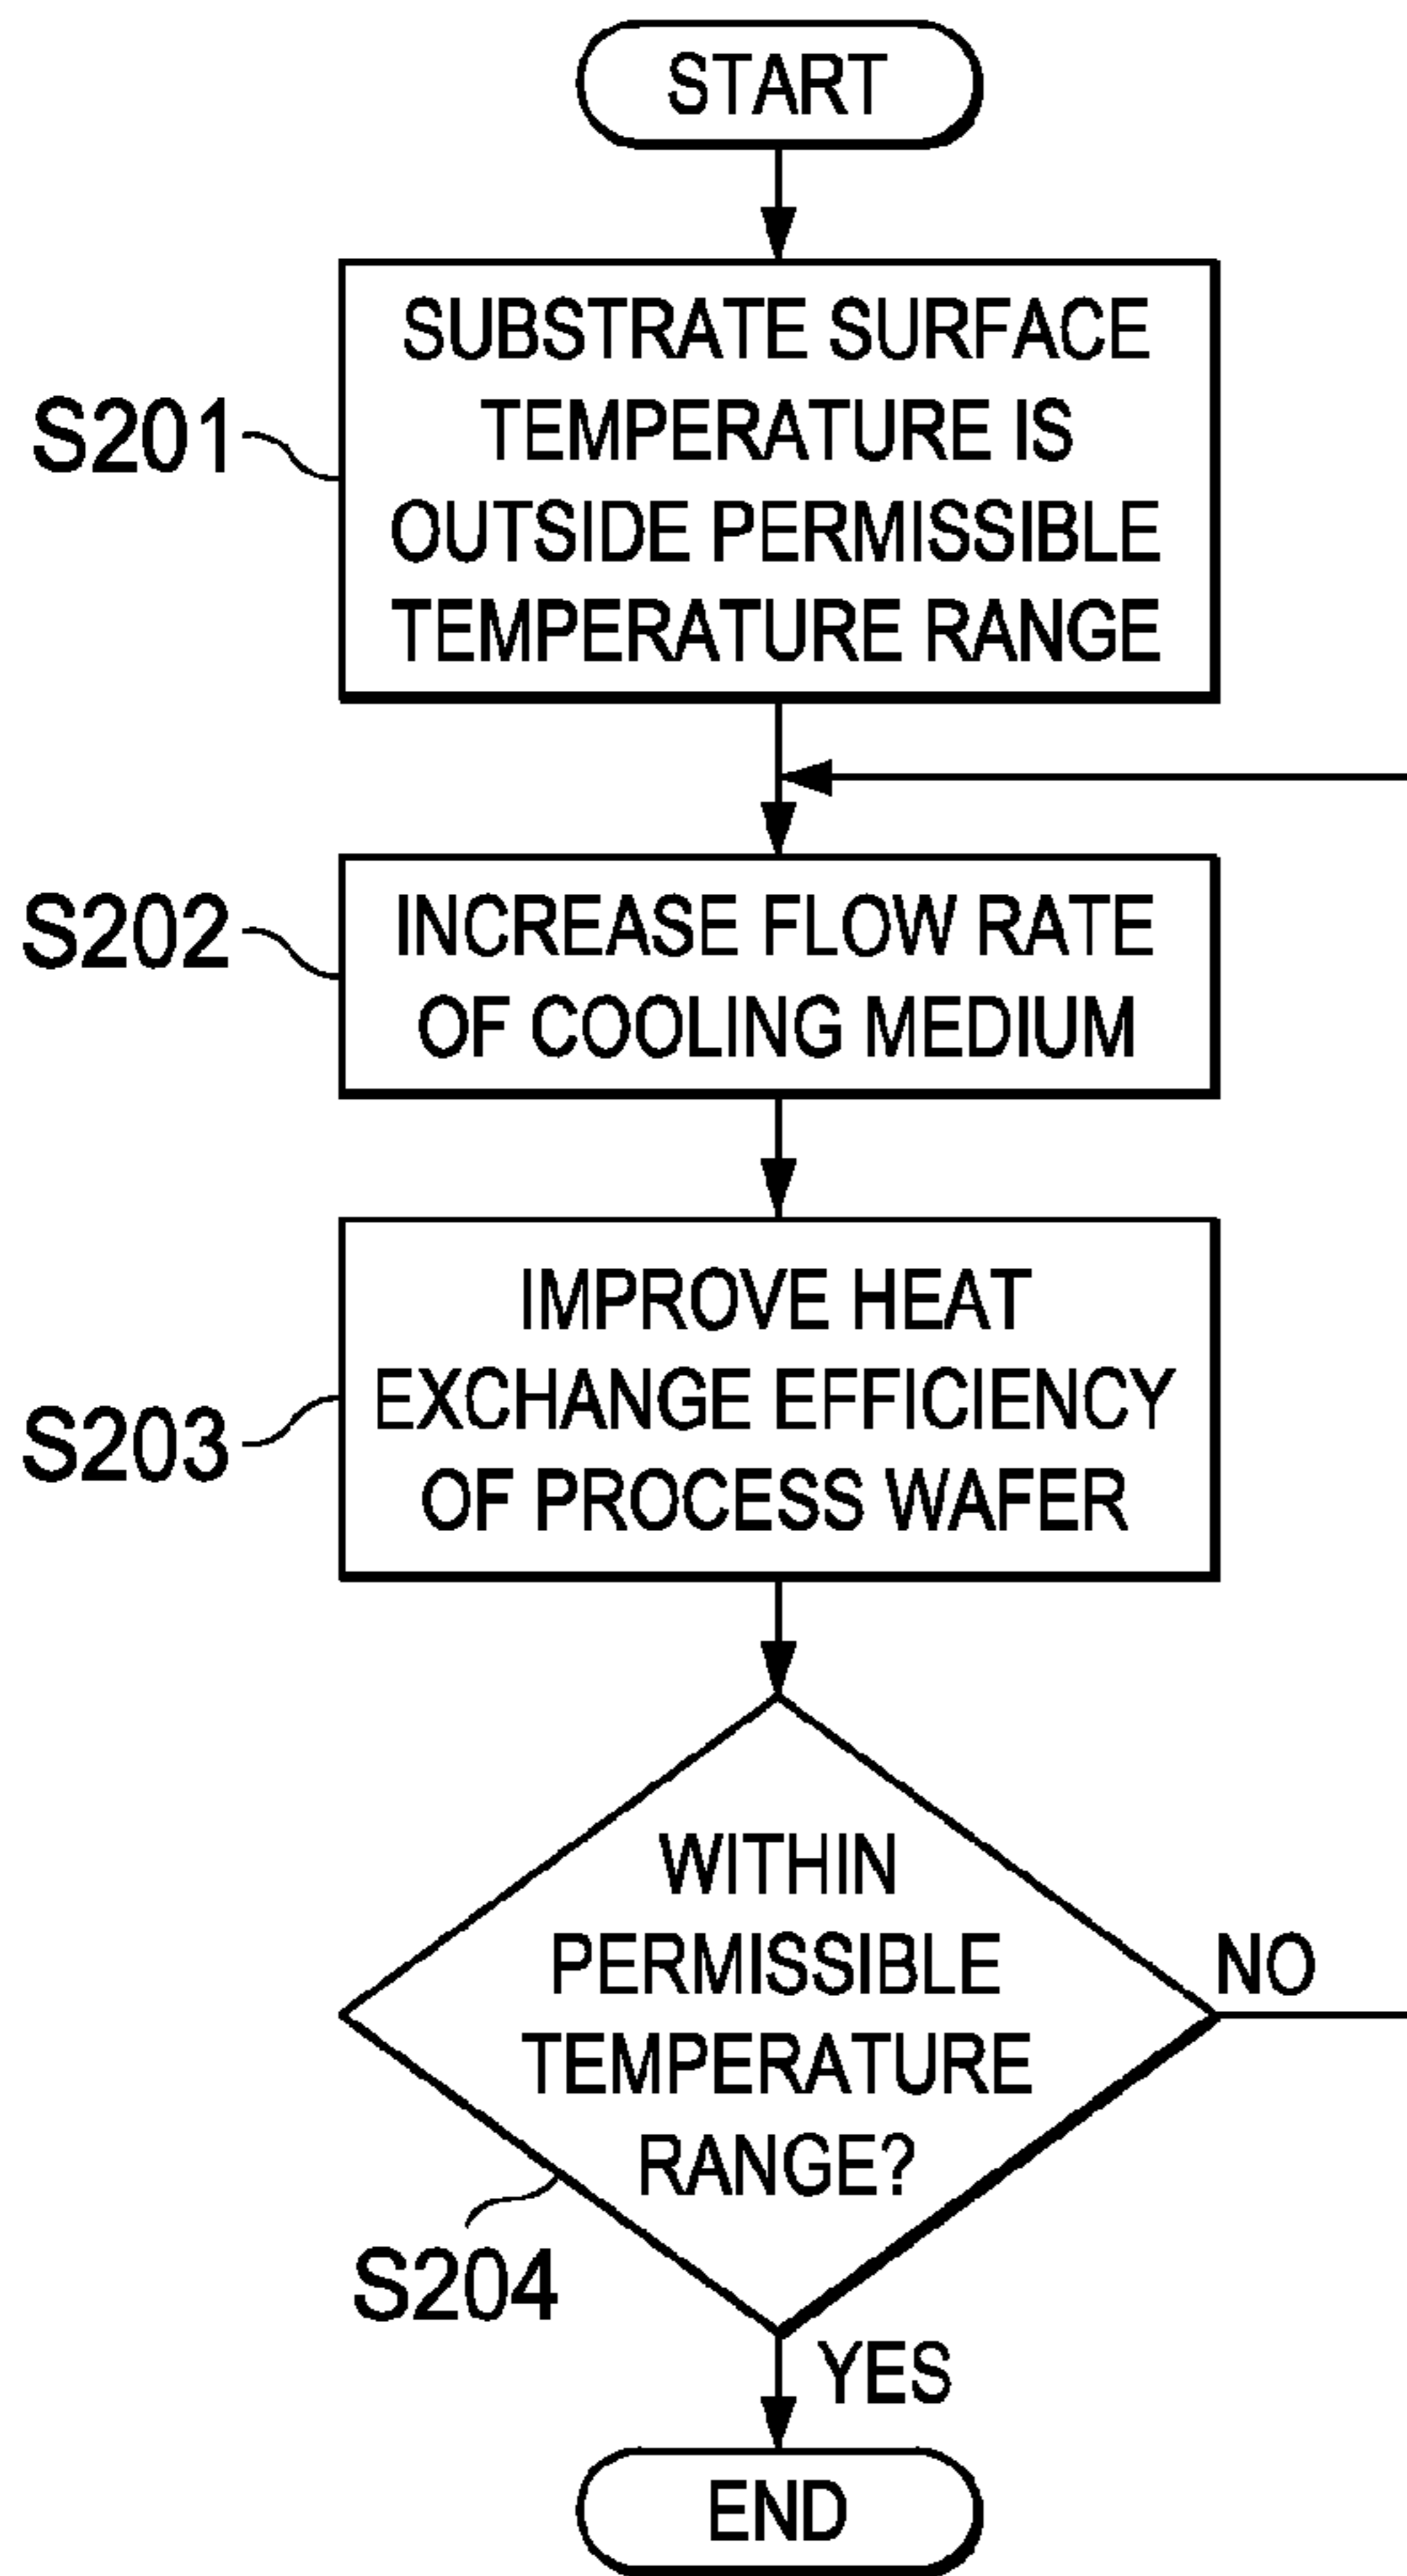 START
SUBSTRATE SURFACE
TEMPERATURE IS
OUTSIDE PERMISSIBLE
TEMPERATURE RANGE
S201
INCREASE FLOW RATE
OF COOLING MEDIUM
S202
IMPROVE HEAT
EXCHANGE EFFICIENCY
OF PROCESS WAFER
S203
WITHIN
PERMISSIBLE
TEMPERATURE
RANGE?
NO
S204
YES
END